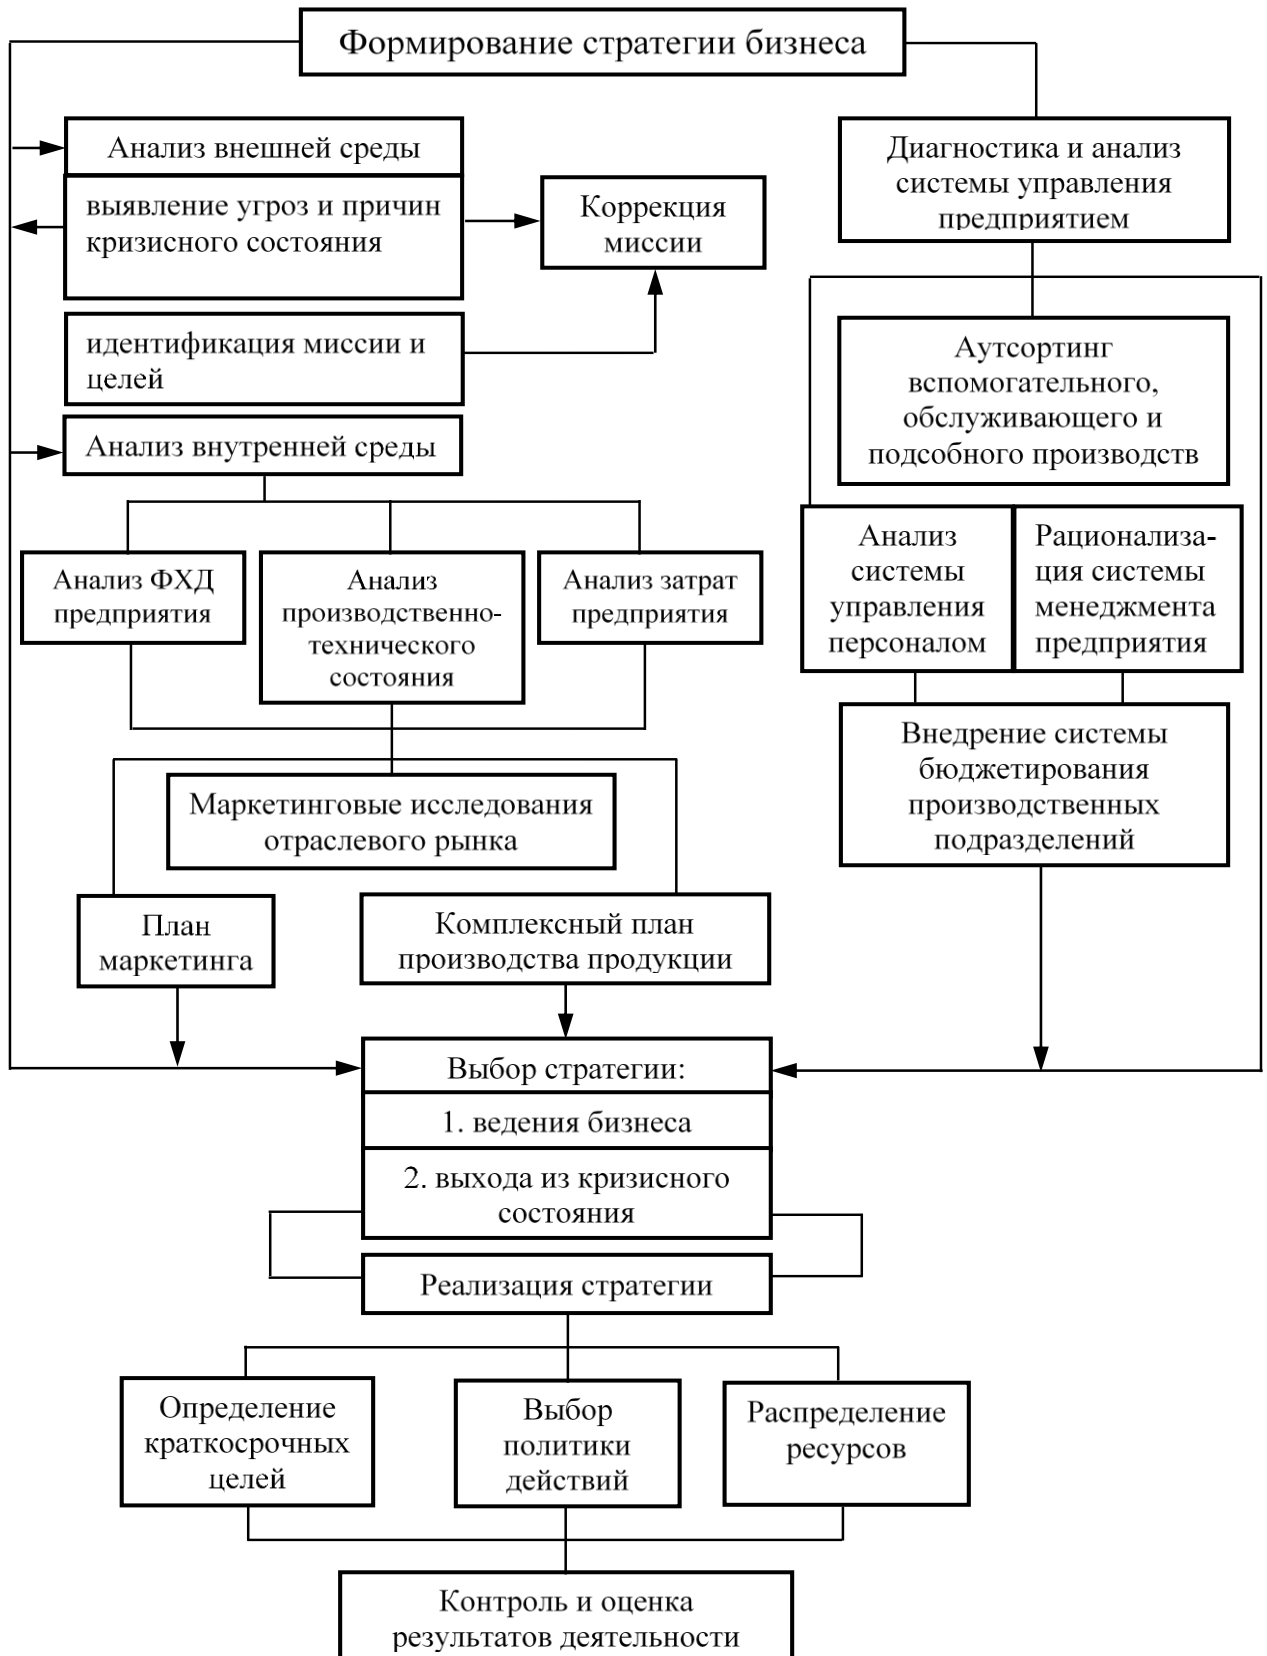 Формирование стратегии бизнеса
Анализ внешней среды
выявление угроз и причин
кризисного состояния
Коррекция
миссии
идентификация миссии и
целей
Анализ внутренней среды
Анализ ФХД
предприятия
Анализ
производственно-
технического
состояния
Анализ затрат
предприятия
Маркетинговые исследования
отраслевого рынка
План
маркетинга
Комплексный план
производства продукции
Диагностика и анализ
системы управления
предприятием
Аутсортинг
вспомогательного,
обслуживающего и
подсобного производств
Анализ
системы
управления
персоналом
Рационализа-
ция системы
менеджмента
предприятия
Внедрение системы
бюджетирования
производственных
подразделений
Выбор стратегии:
1. ведения бизнеса
2. выхода из кризисного
состояния
Реализация стратегии
Определение
краткосрочных
целей
Выбор
политики
действий
Распределение
ресурсов
Контроль и оценка
результатов деятельности